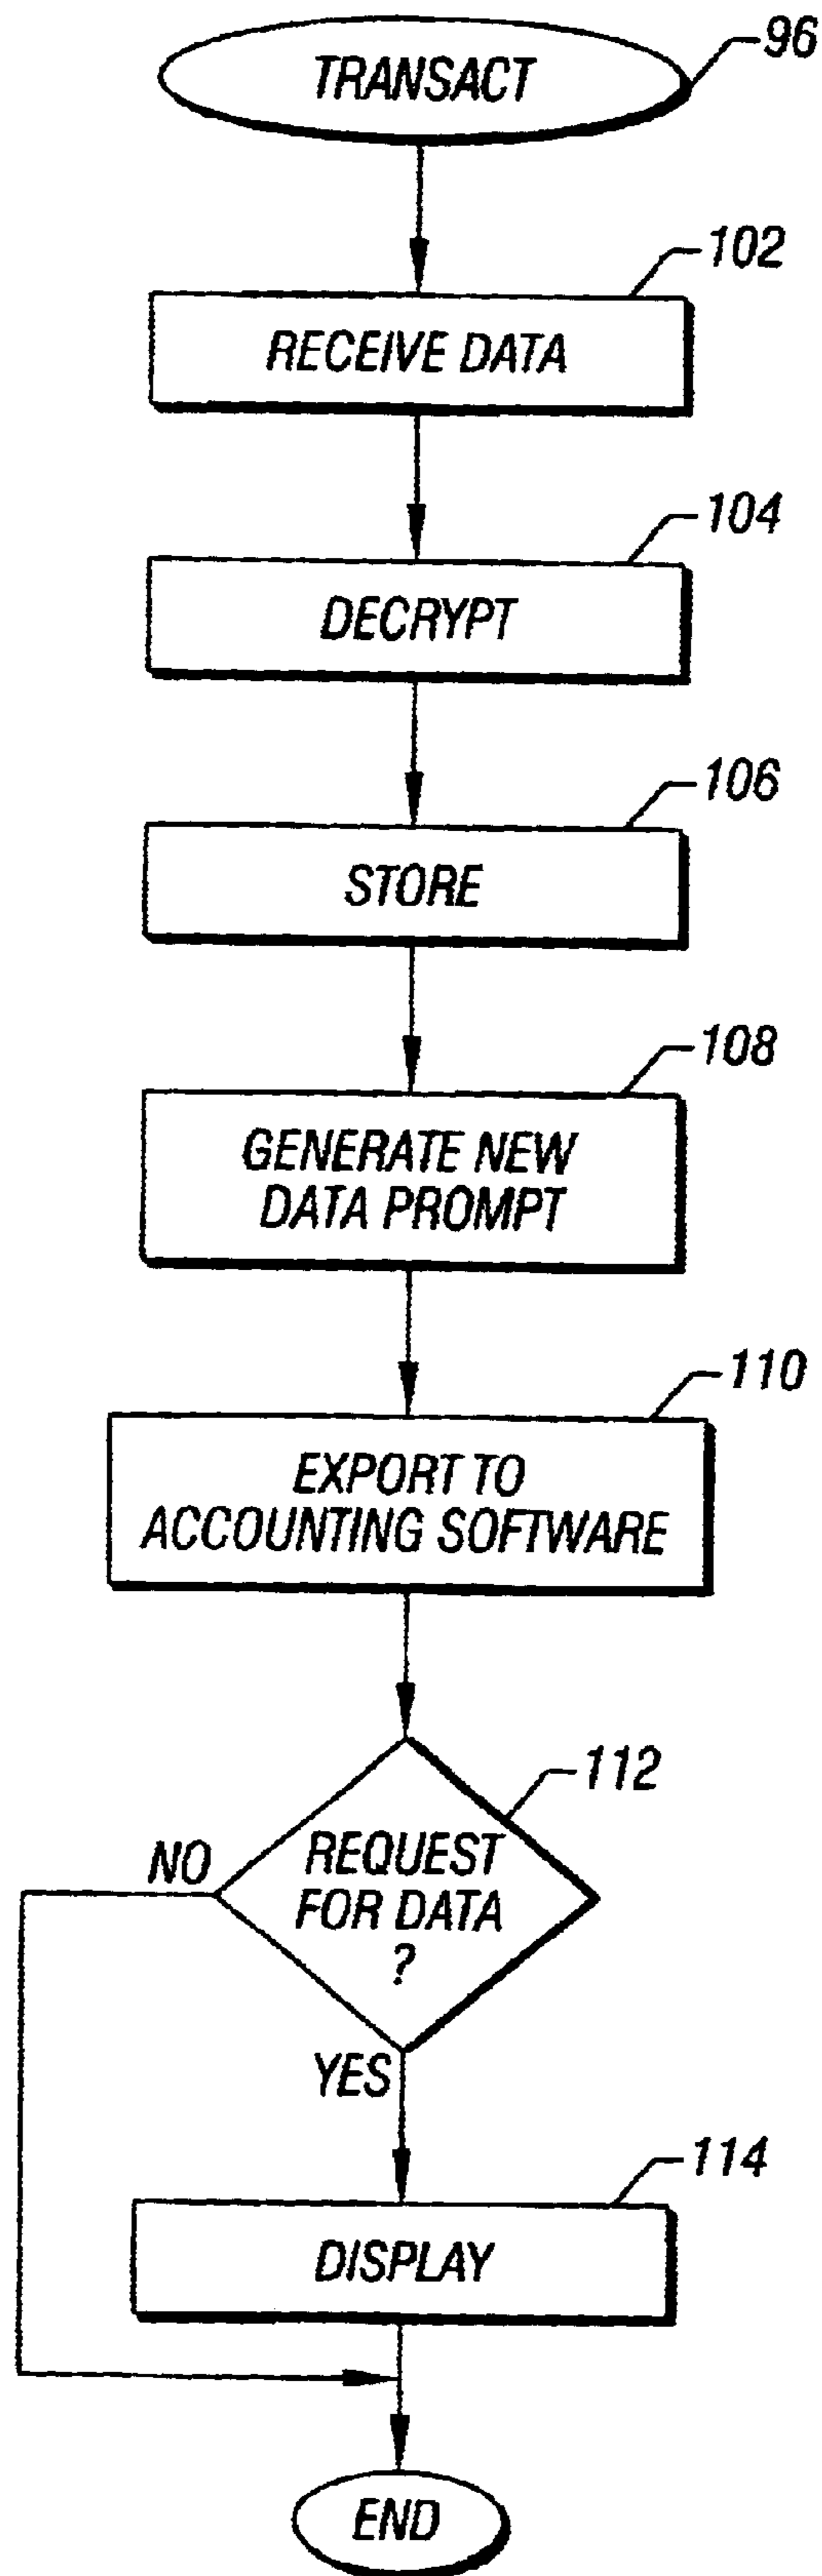 TRANSACT
96
102
RECEIVE DATA
104
DECRYPT
106
STORE
108
GENERATE NEW
DATA PROMPT
110
EXPORT TO
ACCOUNTING SOFTWARE
112
REQUEST
FOR DATA
?
NO
YES
114
DISPLAY
END